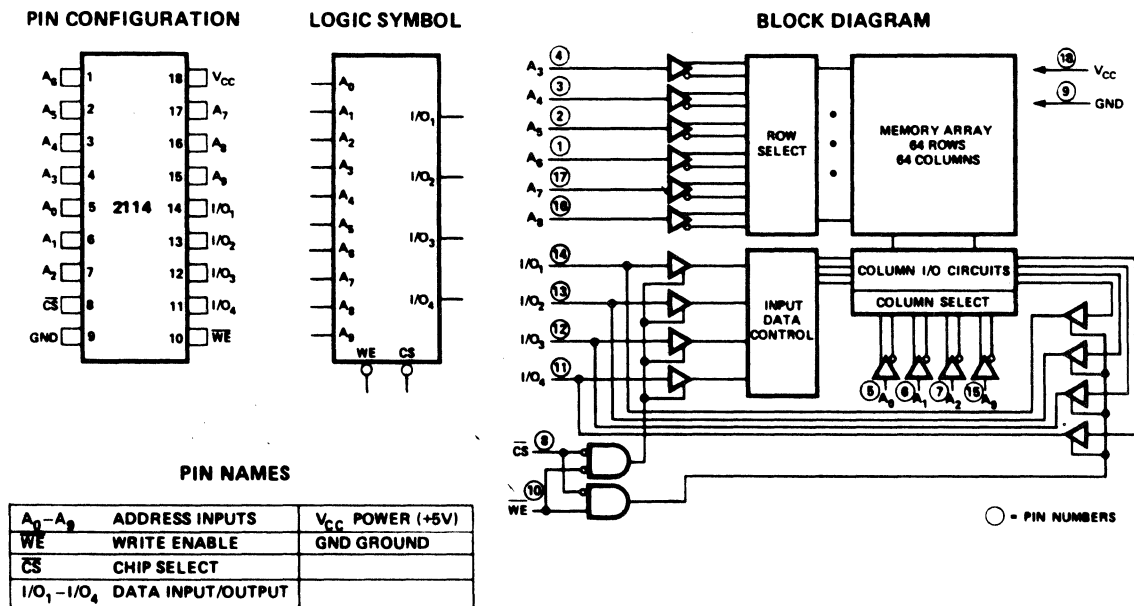 PIN CONFIGURATION
A6 1
A5 2
A4 3
A3 4
A0 5
A1 6
A2 7
C̅S̅ 8
GND 9
2114
18 VCC
17 A7
16 A8
15 A9
14 I/O1
13 I/O2
12 I/O3
11 I/O4
10 W̅E̅
LOGIC SYMBOL
A0
A1
A2
A3
A4
A5
A6
A7
A8
A9
I/O1
I/O2
I/O3
I/O4
WE CS
BLOCK DIAGRAM
A3 4
A4 3
A5 2
A6 1
A7 17
A8 16
ROW
SELECT
MEMORY ARRAY
64 ROWS
64 COLUMNS
18 VCC
9 GND
I/O1 14
I/O2 13
I/O3 12
I/O4 11
INPUT
DATA
CONTROL
COLUMN I/O CIRCUITS
COLUMN SELECT
5 A0 6 A1 7 A2 15 A9
C̅S̅ 8
W̅E̅ 10
◯ = PIN NUMBERS
PIN NAMES
A0–A9 ADDRESS INPUTS VCC POWER (+5V)
W̅E̅ WRITE ENABLE GND GROUND
C̅S̅ CHIP SELECT
I/O1–I/O4 DATA INPUT/OUTPUT